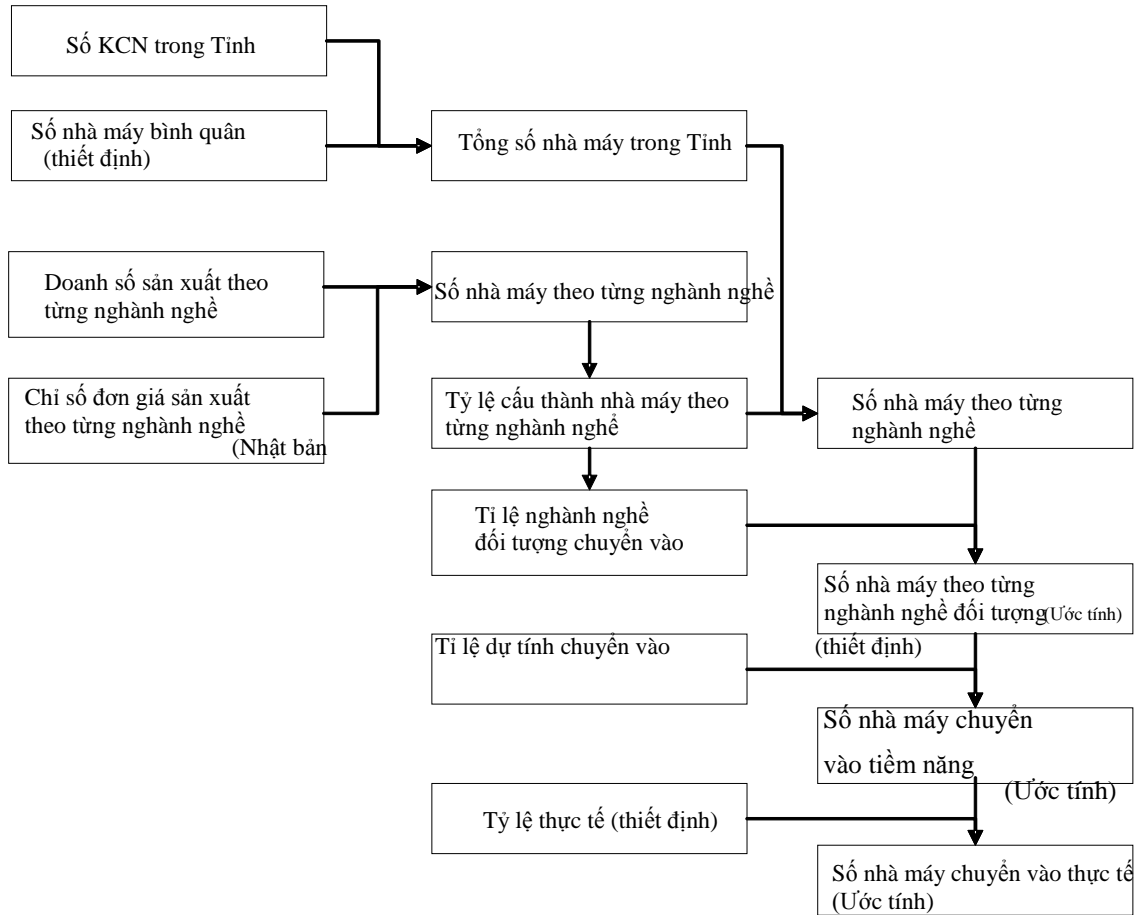 Số KCN trong Tỉnh
Số nhà máy bình quân
(thiết định)
Tổng số nhà máy trong Tỉnh
Doanh số sản xuất theo
từng nghành nghề
Số nhà máy theo từng nghành nghề
Chỉ số đơn giá sản xuất
theo từng nghành nghề
(Nhật bản
Tỷ lệ cấu thành nhà máy theo
từng nghành nghể
Số nhà máy theo từng
nghành nghề
Tỉ lệ nghành nghề
đối tượng chuyển vào
Số nhà máy theo từng
nghành nghề đối tượng(Ước tính)
Tỉ lệ dự tính chuyển vào
(thiết định)
Số nhà máy chuyển
vào tiềm năng
(Ước tính)
Tỷ lệ thực tế (thiết định)
Số nhà máy chuyển vào thực tế
(Ước tính)